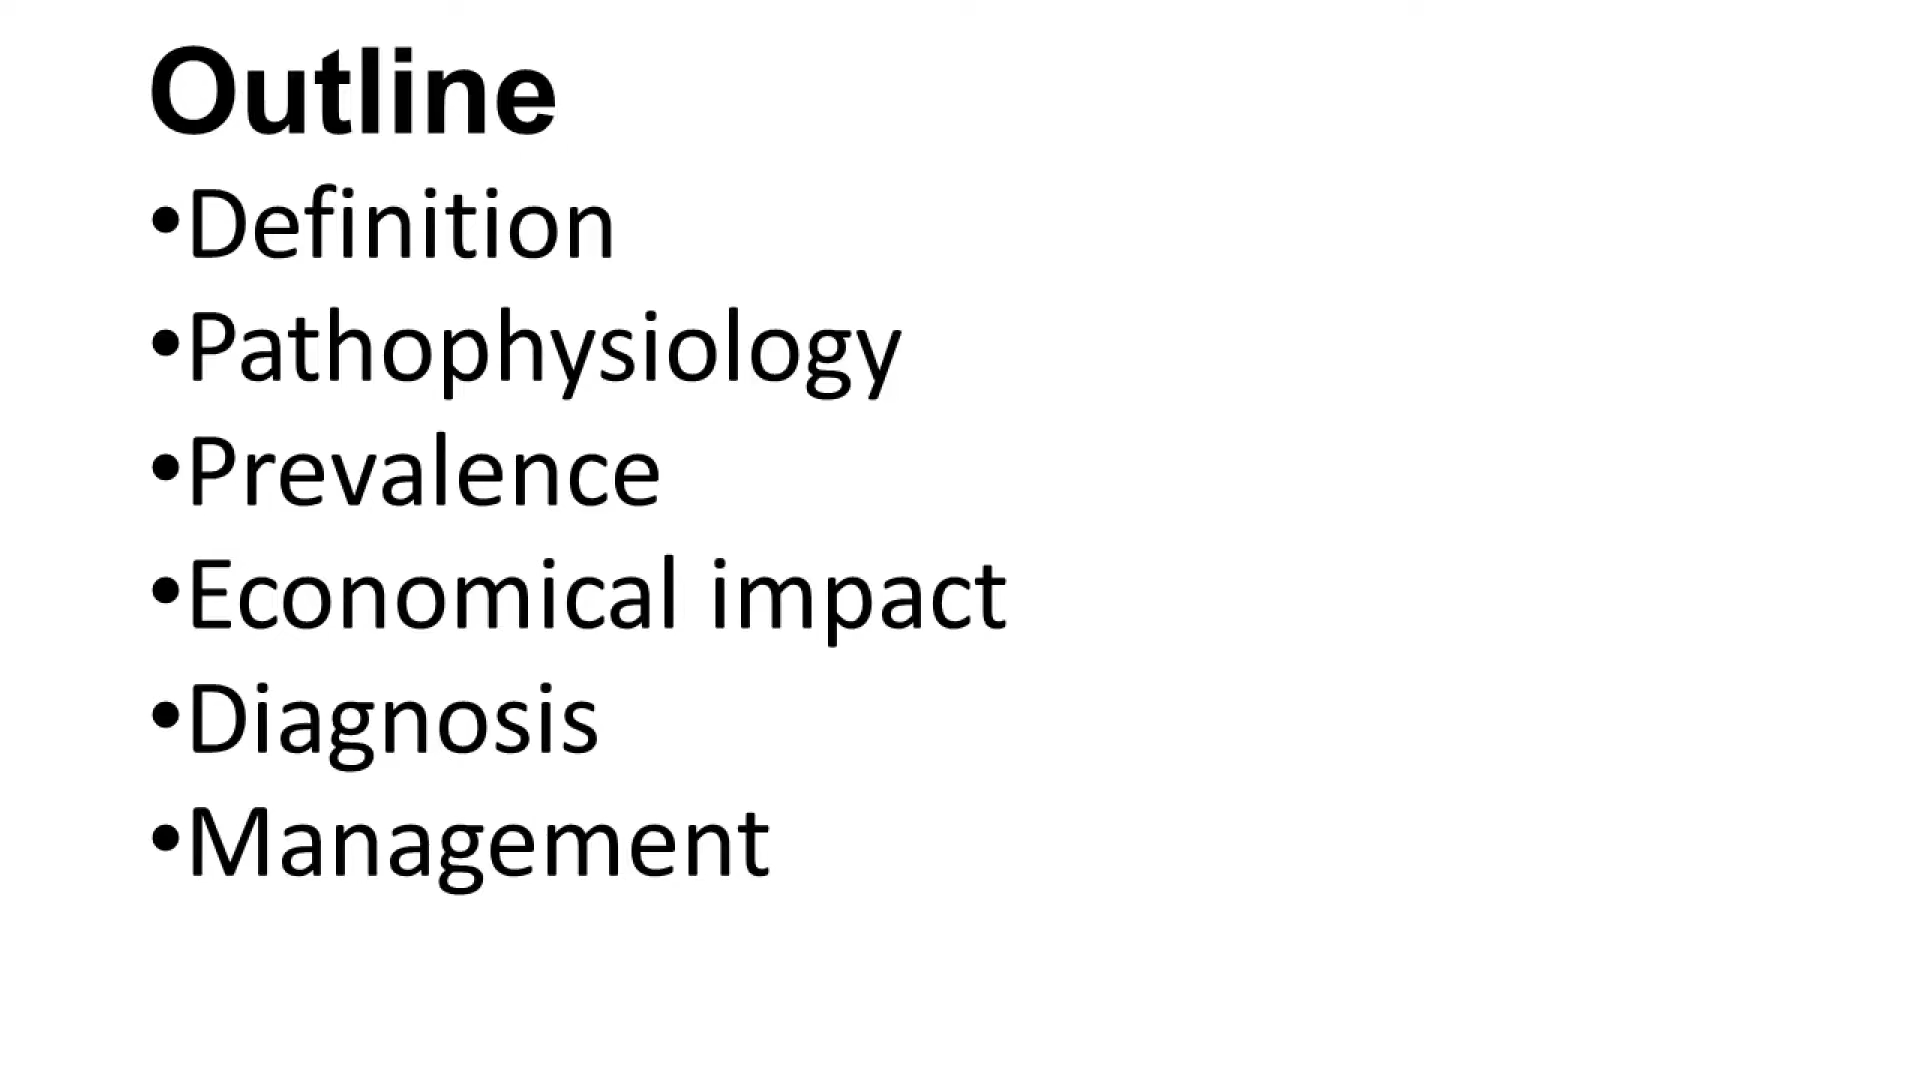 Outline
•Definition
•Pathophysiology
•Prevalence
•Economical impact
•Diagnosis
•Management